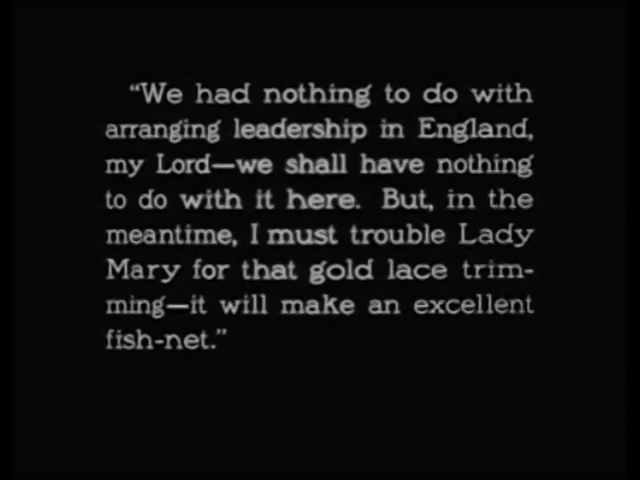 “We had nothing to do with
arranging leadership in England,
my Lord—we shall have nothing
to do with it here. But, in the
meantime, I must trouble Lady
Mary for that gold lace trim-
ming—it will make an excellent
fish-net.”